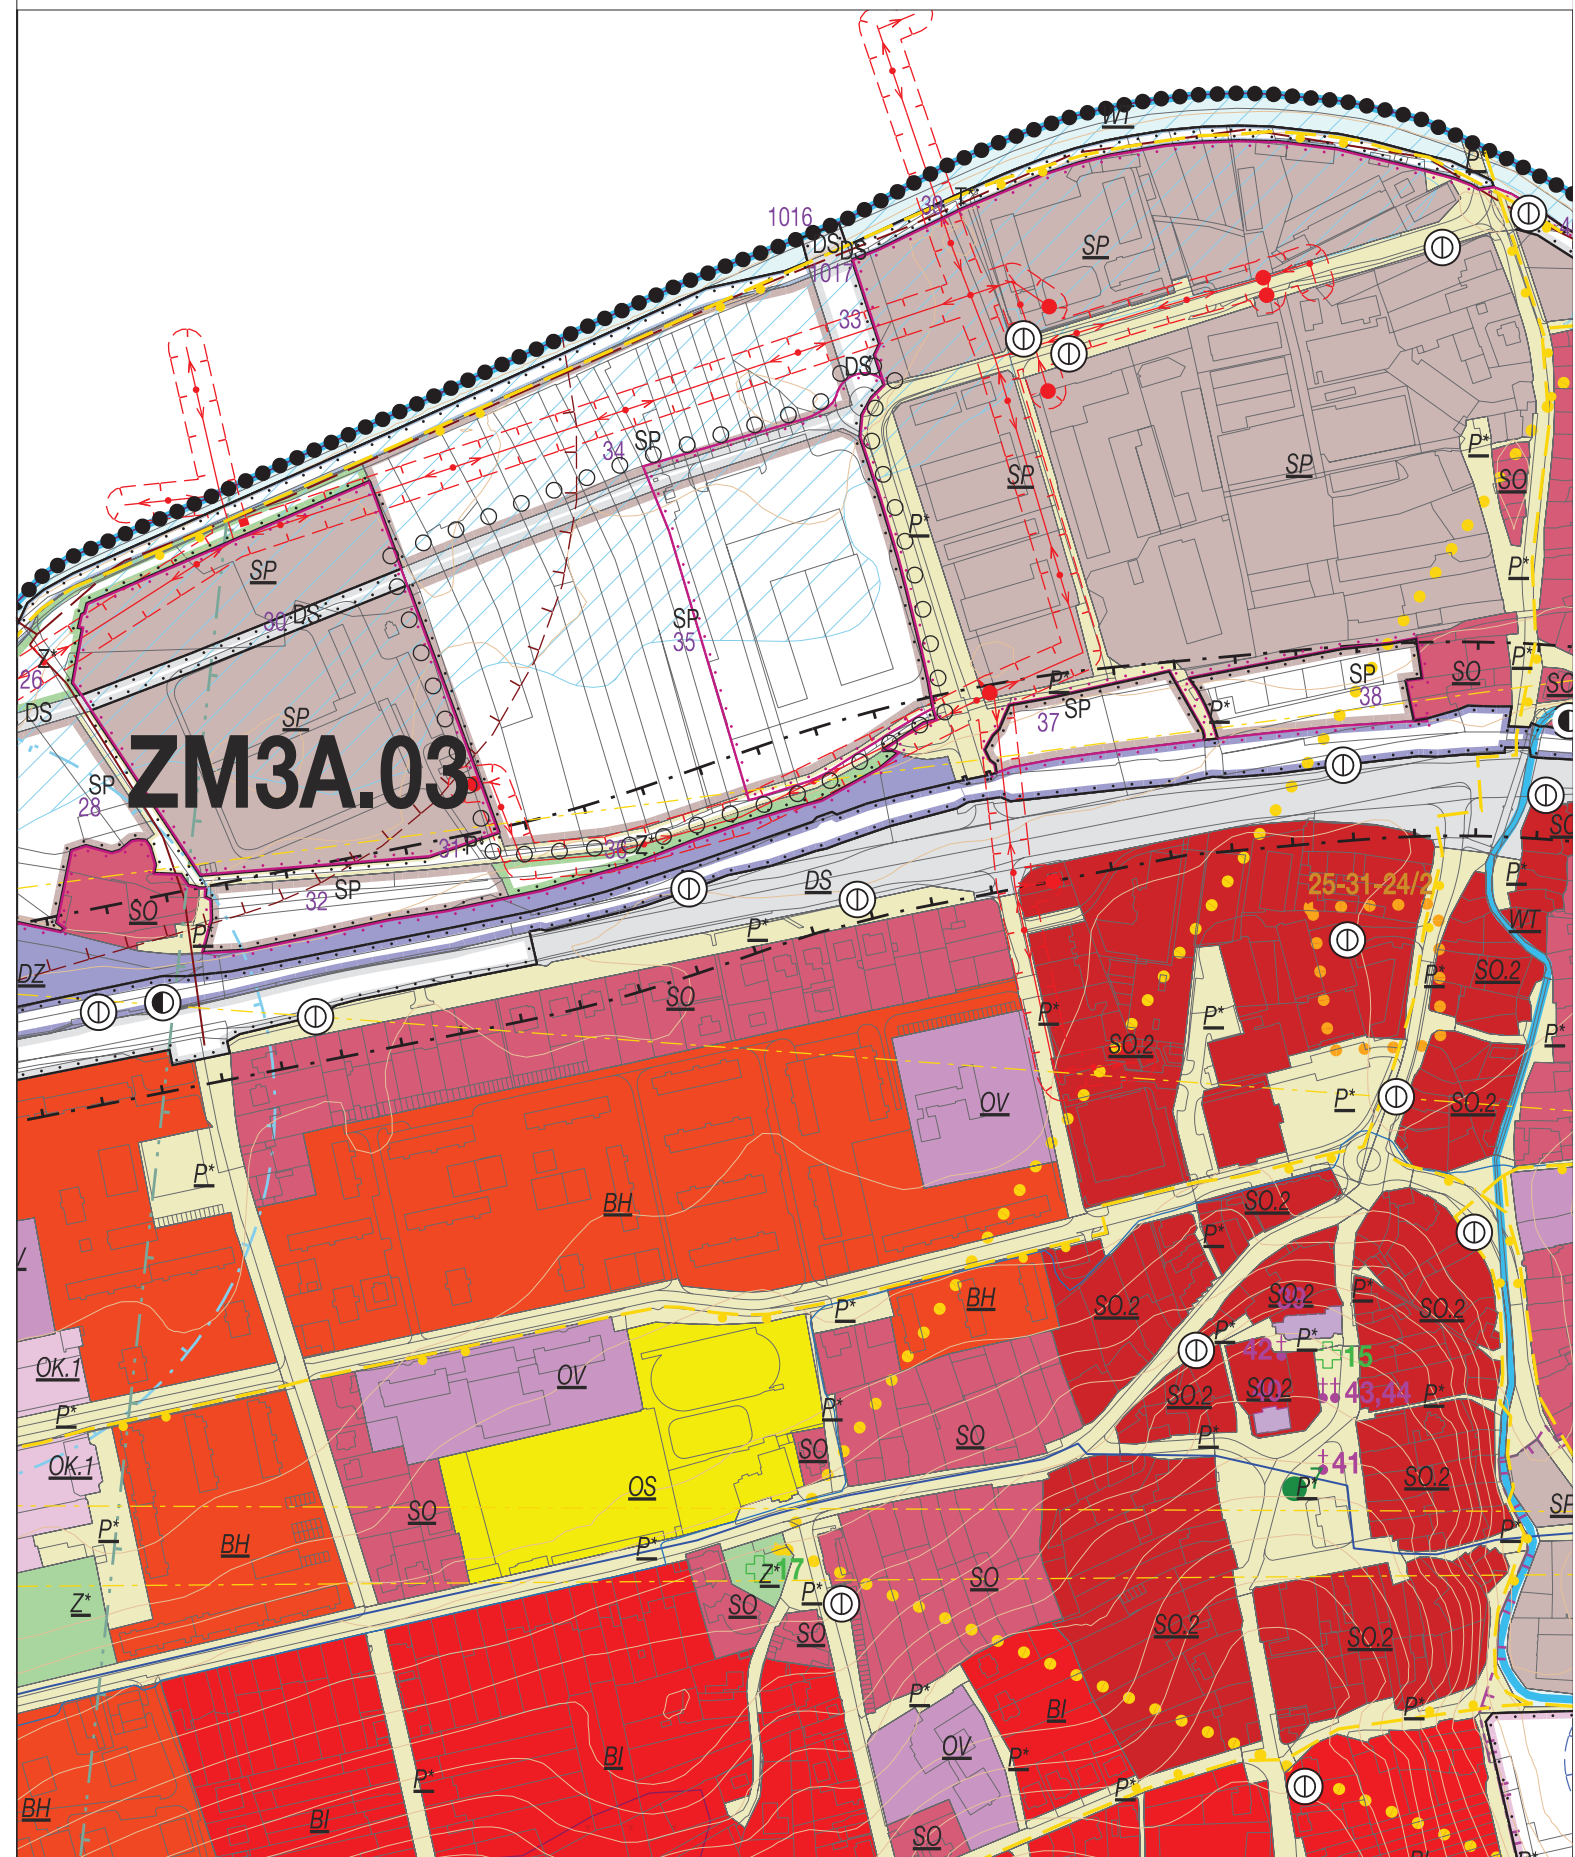 WT
P*
39
T*
1016
DS
DS
SP
1017
33
DS
34
SP
P*
SP
SP
SO
P*
P*
SP
30
DS
SP
35
Z*
26
DS
SP
P*
SP
38
P*
SO
P*
SO
37
SP
ZM3A.03
SP
28
31
P*
36
Z*
32
SP
SO
P*
DS
P*
25-31-24/2
SO
P*
WT
SO.2
P*
DZ
SO
P*
SO.2
P*
P*
OV
P*
SO.2
P*
BH
SO.2
P*
P*
BH
SO.2
SO.2
P*
SO.2
P*
P*
42
15
OK.1
OV
SO.2
SO.2
43,44
P*
P*
P*
SO
SO
P*
41
OK.1
OS
SO.2
7
P*
SO
P*
BH
P*
P*
SP
Z*
17
SO
Z*
P*
SO
SO
SO.2
SO.2
P*
BI
P*
BI
OV
P*
P*
P*
BH
BI
SO